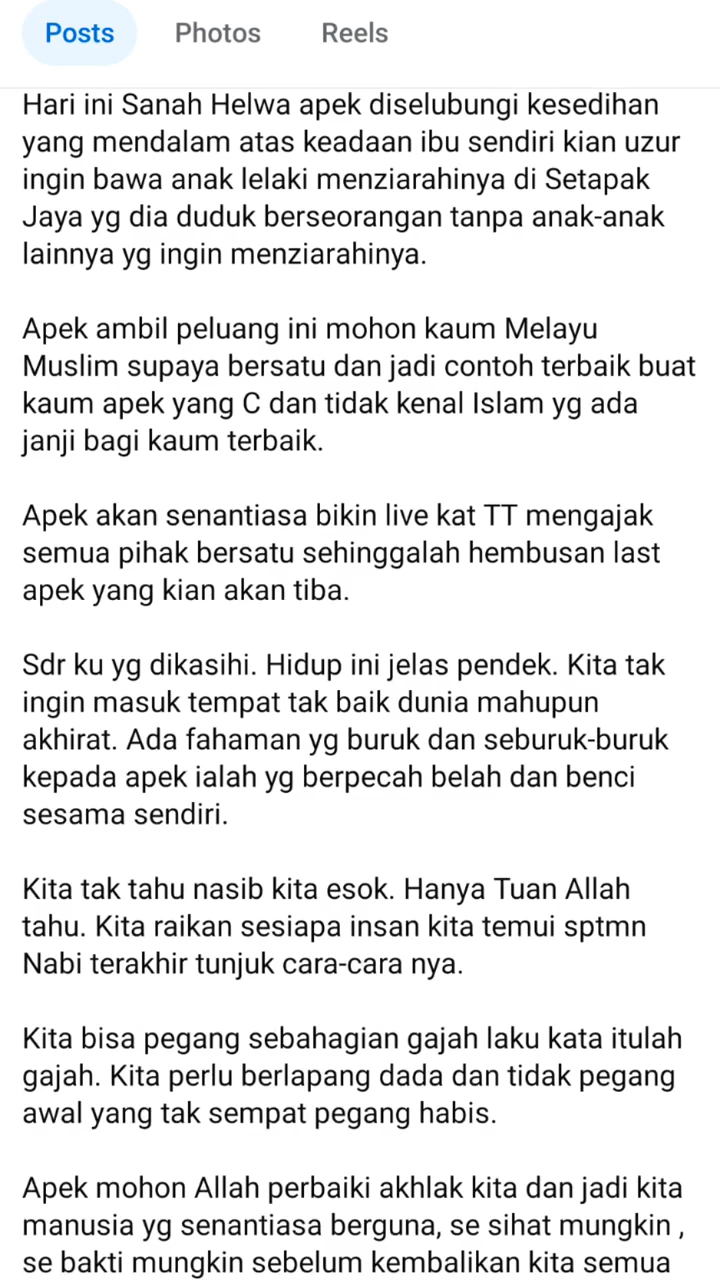 Posts Photos Reels
Hari ini Sanah Helwa apek diselubungi kesedihan
yang mendalam atas keadaan ibu sendiri kian uzur
ingin bawa anak lelaki menziarahinya di Setapak
Jaya yg dia duduk berseorangan tanpa anak-anak
lainnya yg ingin menziarahinya.
Apek ambil peluang ini mohon kaum Melayu
Muslim supaya bersatu dan jadi contoh terbaik buat
kaum apek yang C dan tidak kenal Islam yg ada
janji bagi kaum terbaik.
Apek akan senantiasa bikin live kat TT mengajak
semua pihak bersatu sehinggalah hembusan last
apek yang kian akan tiba.
Sdr ku yg dikasihi. Hidup ini jelas pendek. Kita tak
ingin masuk tempat tak baik dunia mahupun
akhirat. Ada fahaman yg buruk dan seburuk-buruk
kepada apek ialah yg berpecah belah dan benci
sesama sendiri.
Kita tak tahu nasib kita esok. Hanya Tuan Allah
tahu. Kita raikan sesiapa insan kita temui sptmn
Nabi terakhir tunjuk cara-cara nya.
Kita bisa pegang sebahagian gajah laku kata itulah
gajah. Kita perlu berlapang dada dan tidak pegang
awal yang tak sempat pegang habis.
Apek mohon Allah perbaiki akhlak kita dan jadi kita
manusia yg senantiasa berguna, se sihat mungkin ,
se bakti mungkin sebelum kembalikan kita semua